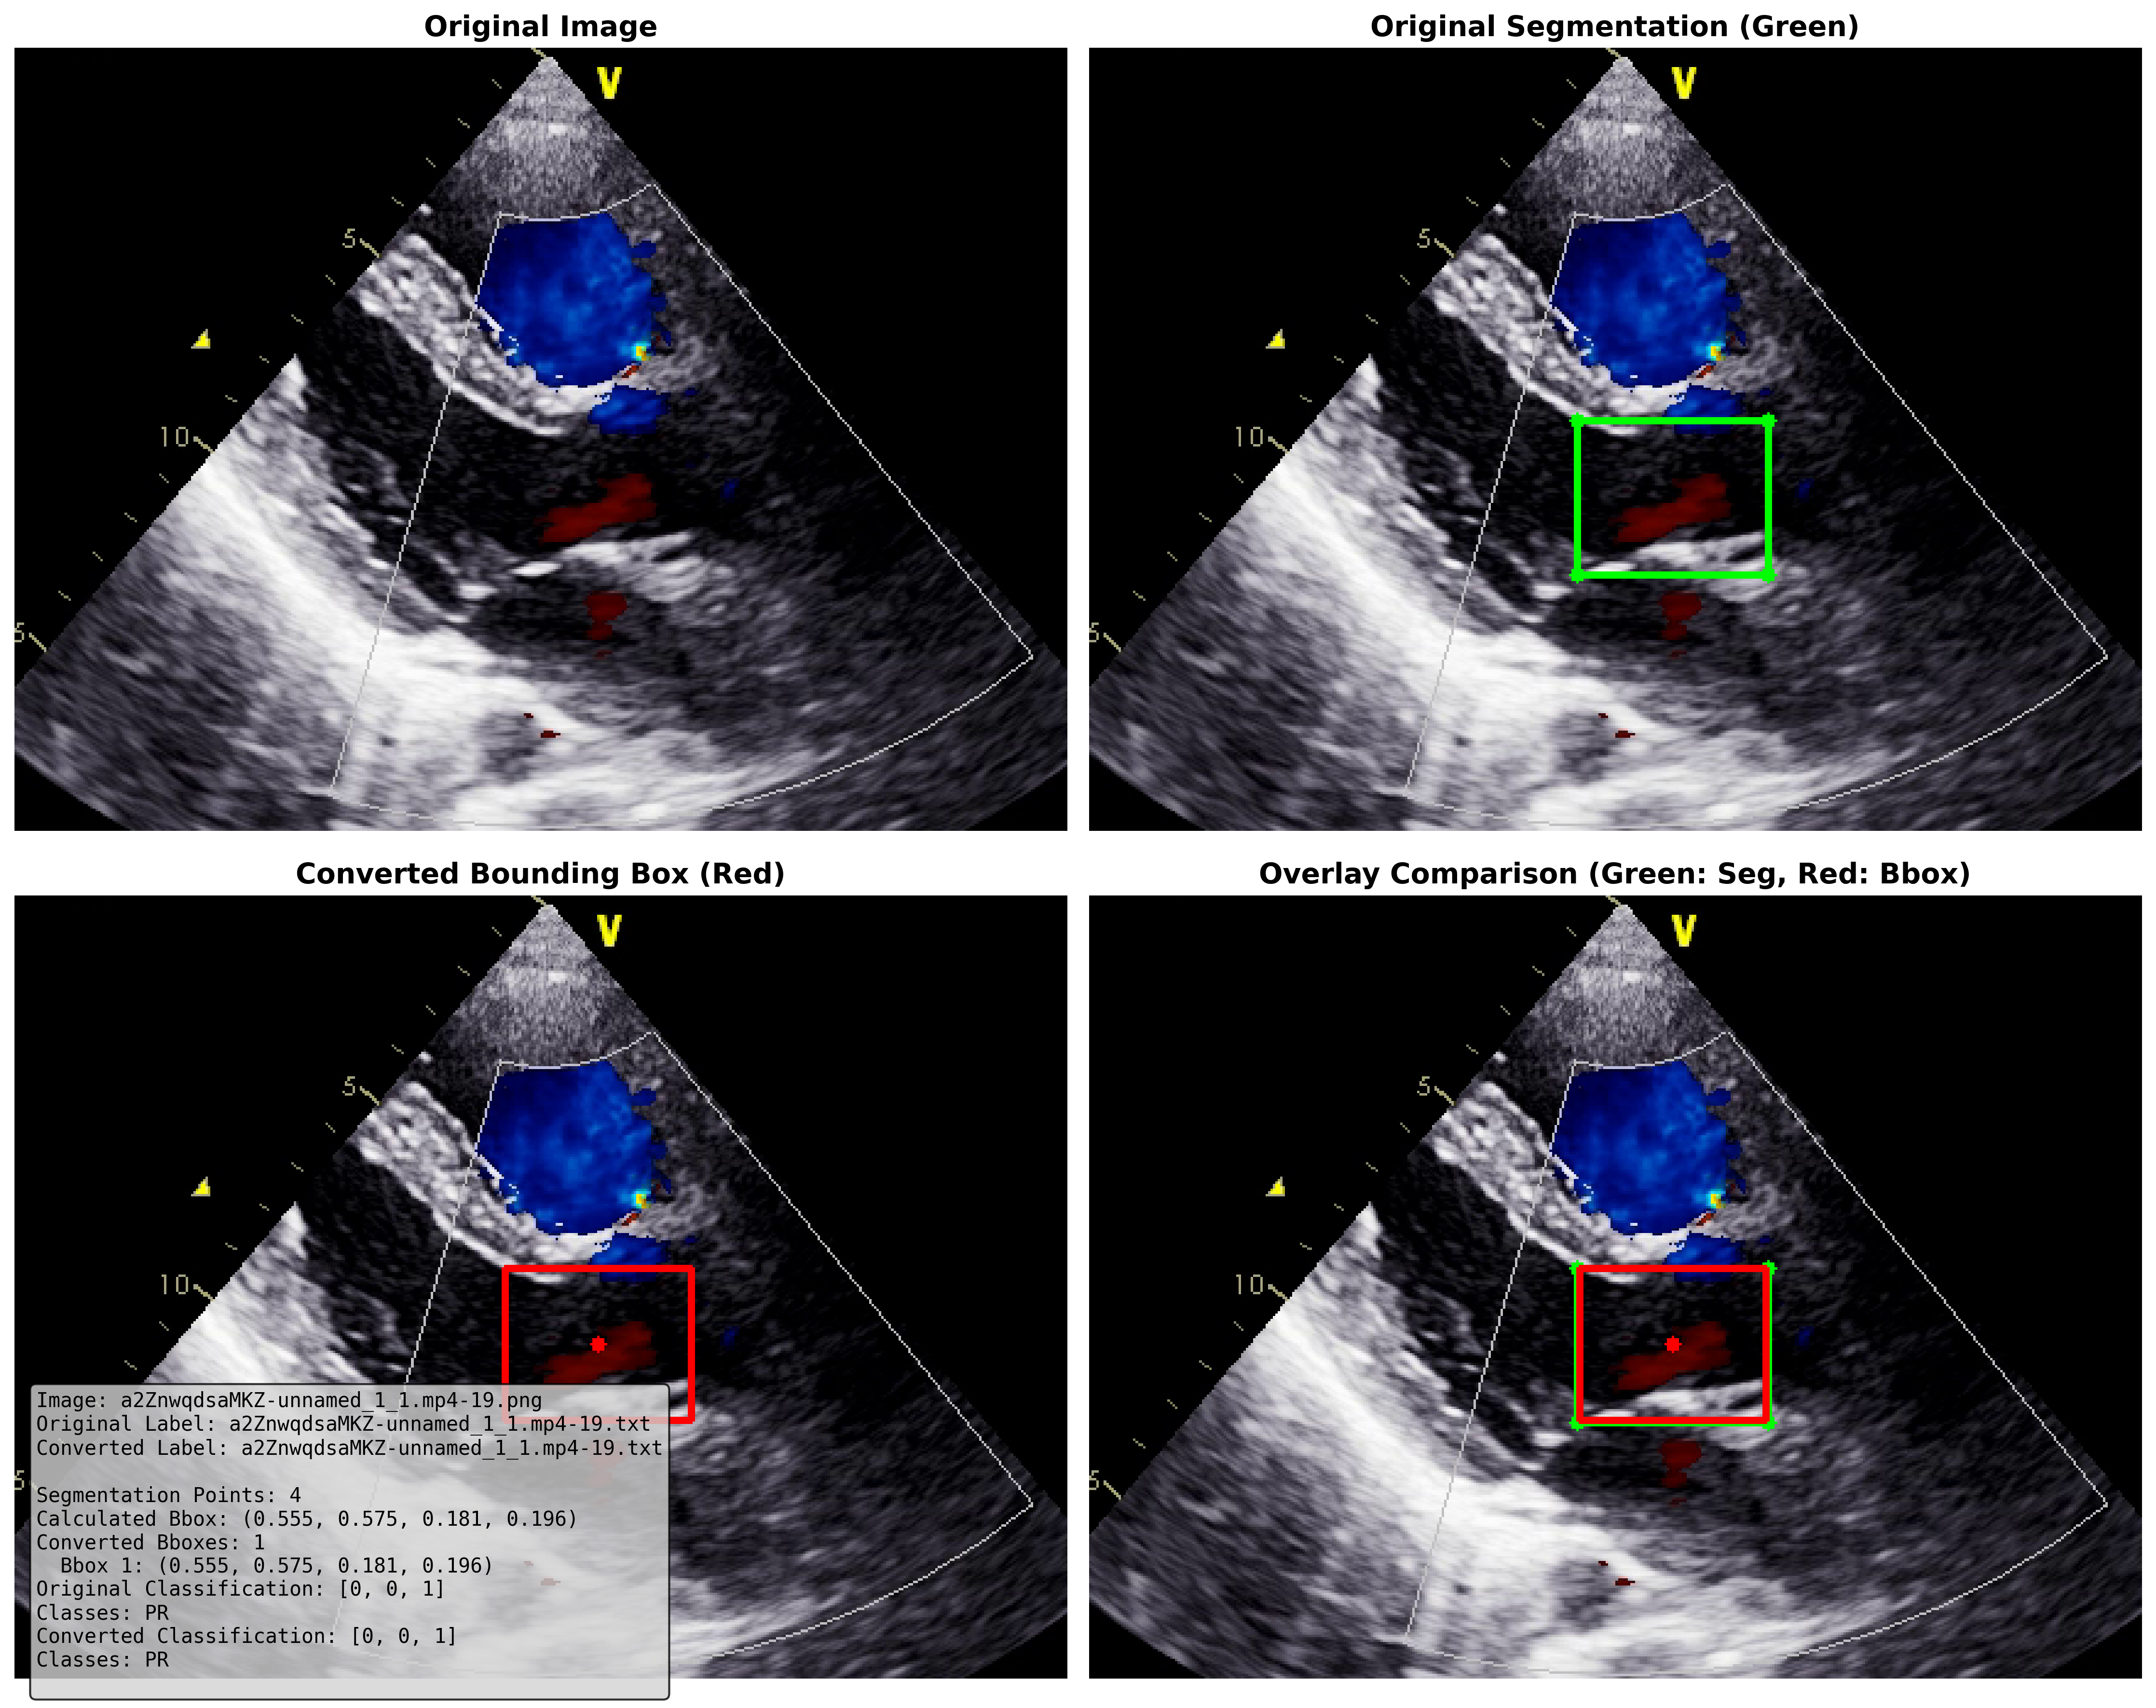 Original Image
Original Segmentation (Green)
V
5
10
5
V
5
10
5
Converted Bounding Box (Red)
Overlay Comparison (Green: Seg, Red: Bbox)
V
5
10
5
V
5
10
5
Image: a2ZnwqdsaMKZ-unnamed_1_1.mp4-19.png
Original Label: a2ZnwqdsaMKZ-unnamed_1_1.mp4-19.txt
Converted Label: a2ZnwqdsaMKZ-unnamed_1_1.mp4-19.txt
Segmentation Points: 4
Calculated Bbox: (0.555, 0.575, 0.181, 0.196)
Converted Bboxes: 1
Bbox 1: (0.555, 0.575, 0.181, 0.196)
Original Classification: [0, 0, 1]
Classes: PR
Converted Classification: [0, 0, 1]
Classes: PR